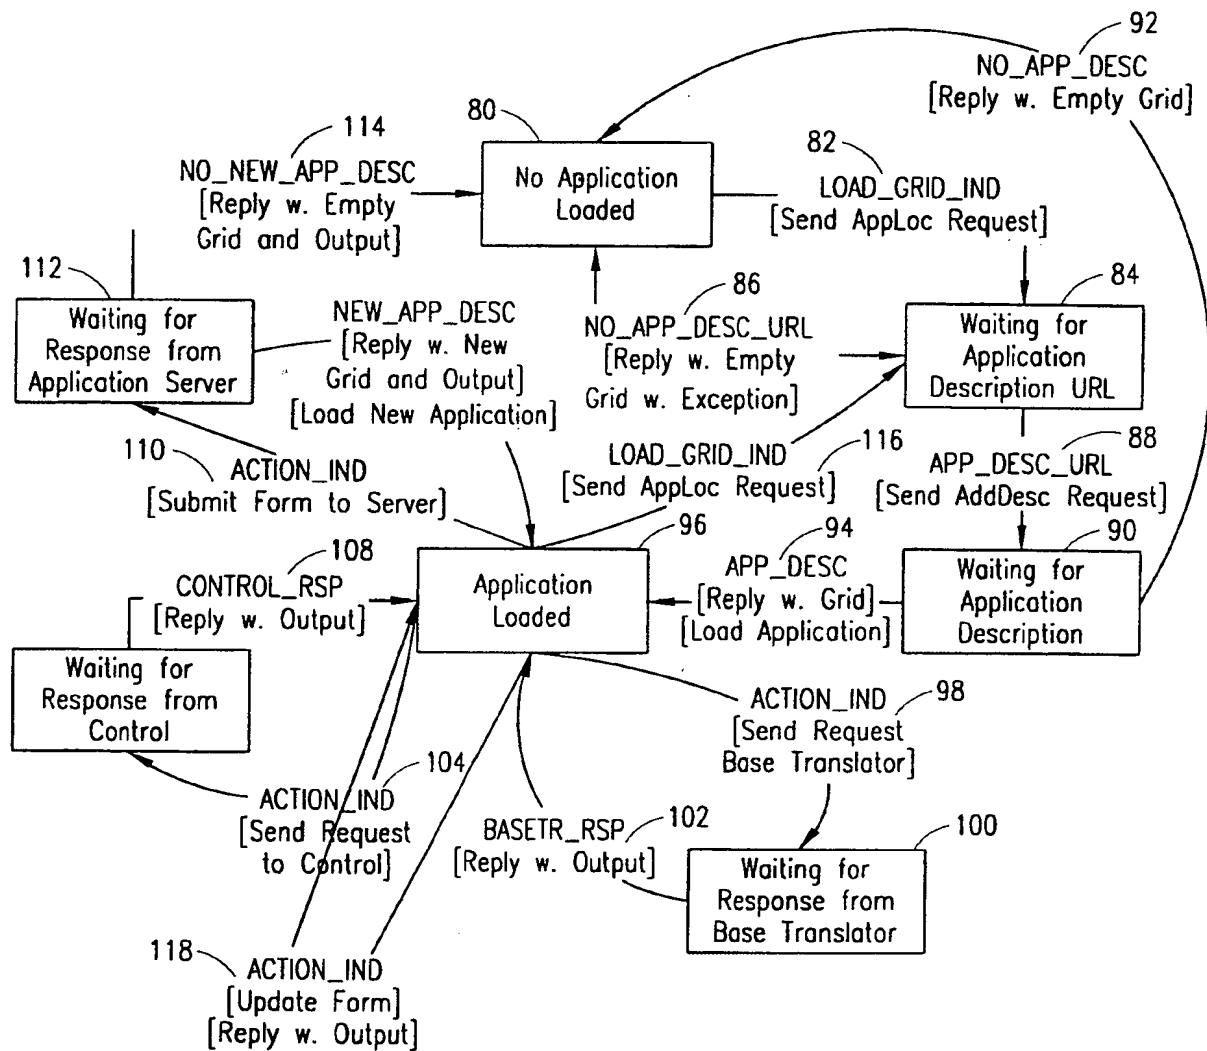 92
NO_APP_DESC
[Reply w. Empty Grid]
80
No Application
Loaded
114
NO_NEW_APP_DESC
[Reply w. Empty
Grid and Output]
82
LOAD_GRID_IND
[Send AppLoc Request]
112
Waiting for
Response from
Application Server
NEW_APP_DESC
[Reply w. New
Grid and Output]
[Load New Application]
86
NO_APP_DESC_URL
[Reply w. Empty
Grid w. Exception]
84
Waiting for
Application
Description URL
110
ACTION_IND
[Submit Form to Server]
LOAD_GRID_IND
[Send AppLoc Request]
116
88
APP_DESC_URL
[Send AddDesc Request]
108
CONTROL_RSP
[Reply w. Output]
96
Application
Loaded
94
APP_DESC
[Reply w. Grid]
[Load Application]
90
Waiting for
Application
Description
Waiting for
Response from
Control
98
ACTION_IND
[Send Request
Base Translator]
104
ACTION_IND
[Send Request
to Control]
102
BASETR_RSP
[Reply w. Output]
100
Waiting for
Response from
Base Translator
118
ACTION_IND
[Update Form]
[Reply w. Output]